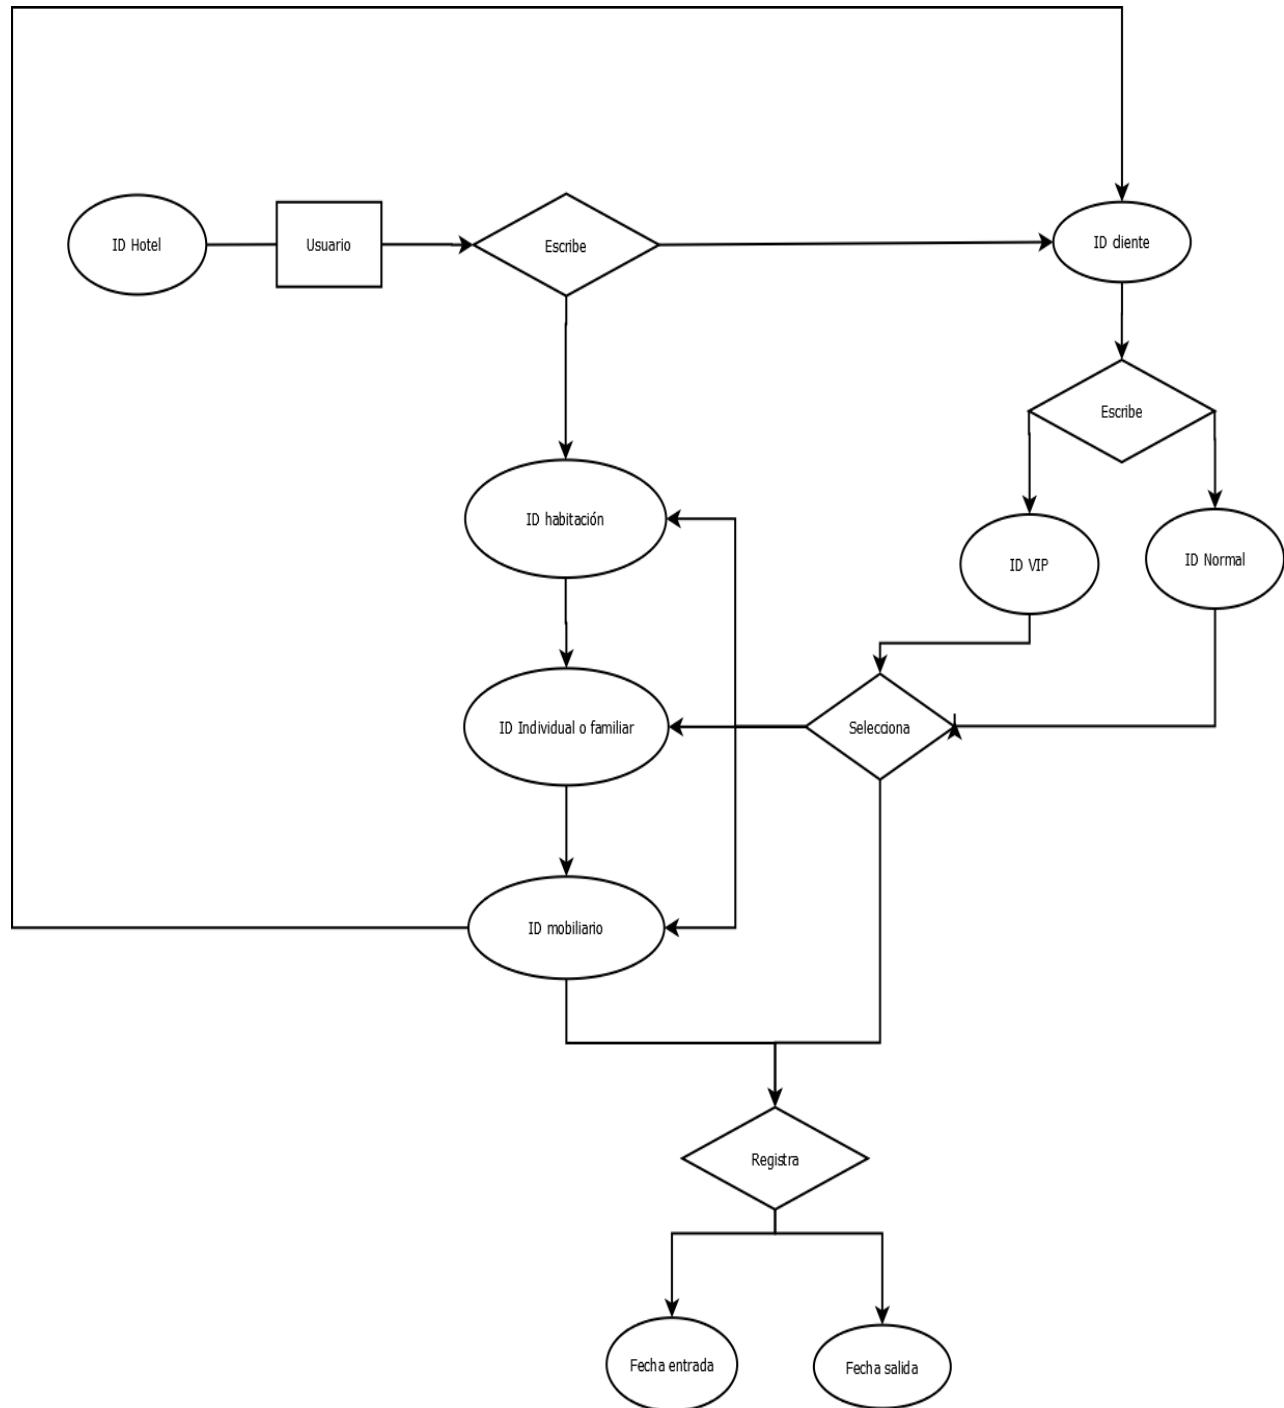 ID Hotel
Usuario
Escribe
ID diente
Escribe
ID habitación
ID VIP
ID Normal
ID Individual o familiar
Selecciona
ID mobiliario
Registra
Fecha entrada
Fecha salida